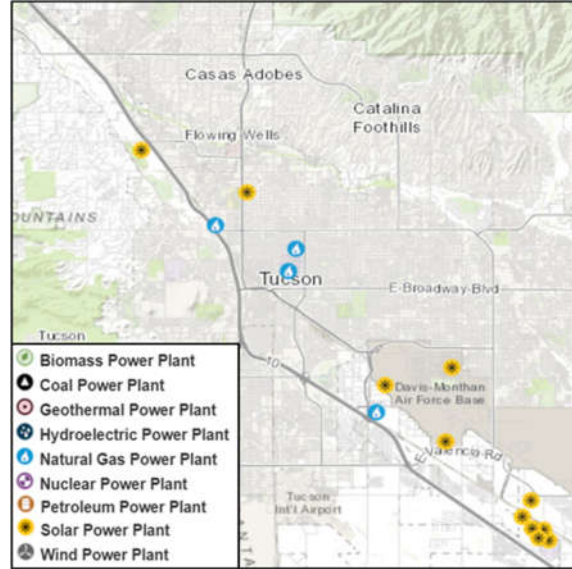 Casas Adobes
Catalina
Foothills
Flowing Wells
OUNTAINS
Tucson
E-Broadway-Blvd
Tucson
10
Davis-Monthan
Air Force Base
E Valencia-Rd
Tucson
Int'l Airport
ANTA
Biomass Power Plant
Coal Power Plant
Geothermal Power Plant
Hydroelectric Power Plant
Natural Gas Power Plant
Nuclear Power Plant
Petroleum Power Plant
Solar Power Plant
Wind Power Plant